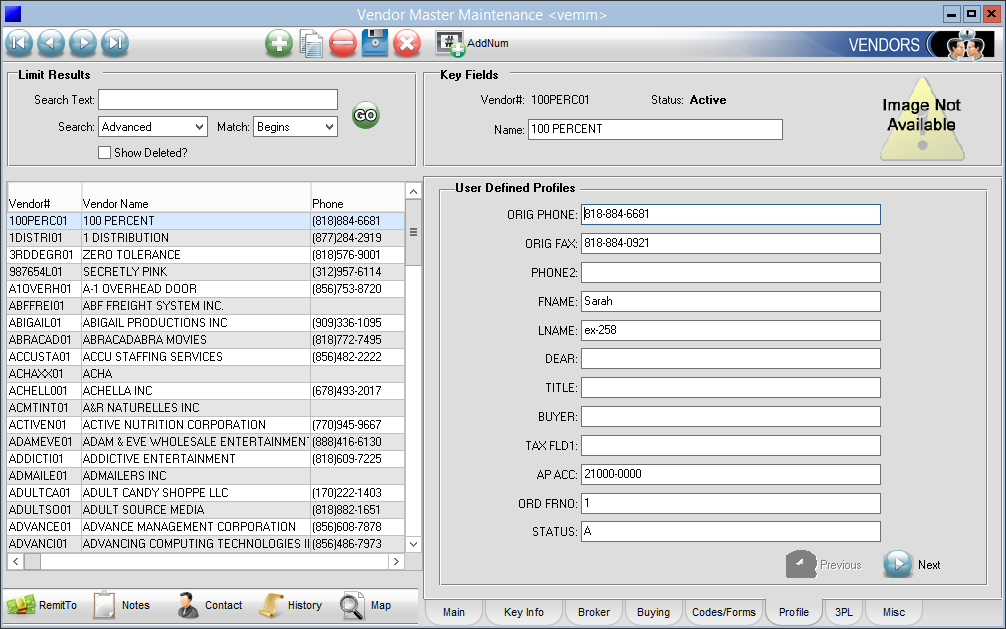 Vendor Master Maintenance <vemm>
# AddNum
VENDORS
Limit Results
Search Text:
Search: Advanced Match: Begins
GO
Show Deleted?
Key Fields
Vendor#: 100PERC01 Status: Active
Name: 100 PERCENT
Image Not
Available
Vendor# Vendor Name Phone
100PERC01 100 PERCENT (818)884-6681
1DISTRI01 1 DISTRIBUTION (877)284-2919
3RDDEGR01 ZERO TOLERANCE (818)576-9001
987654L01 SECRETLY PINK (312)957-6114
A1OVERH01 A-1 OVERHEAD DOOR (856)753-8720
ABFFREI01 ABF FREIGHT SYSTEM INC.
ABIGAIL01 ABIGAIL PRODUCTIONS INC (909)336-1095
ABRACAD01 ABRACADABRA MOVIES (818)772-7495
ACCUSTA01 ACCU STAFFING SERVICES (856)482-2222
ACHAXX01 ACHA
ACHELL001 ACHELLA INC (678)493-2017
ACMTINT01 A&R NATURELLES INC
ACTIVEN01 ACTIVE NUTRITION CORPORATION (770)945-9667
ADAMEVE01 ADAM & EVE WHOLESALE ENTERTAINMEN (888)416-6130
ADDICTI01 ADDICTIVE ENTERTAINMENT (818)609-7225
ADMAILE01 ADMAILERS INC
ADULTCA01 ADULT CANDY SHOPPE LLC (170)222-1403
ADULTSO01 ADULT SOURCE MEDIA (818)882-1651
ADVANCE01 ADVANCE MANAGEMENT CORPORATION (856)608-7878
ADVANCI01 ADVANCING COMPUTING TECHNOLOGIES II (856)486-7973
User Defined Profiles
ORIG PHONE: 818-884-6681
ORIG FAX: 818-884-0921
PHONE2:
FNAME: Sarah
LNAME: ex-258
DEAR:
TITLE:
BUYER:
TAX FLD1:
AP ACC: 21000-0000
ORD FRNO: 1
STATUS: A
Previous Next
RemitTo Notes Contact History Map
Main Key Info Broker Buying Codes/Forms Profile 3PL Misc